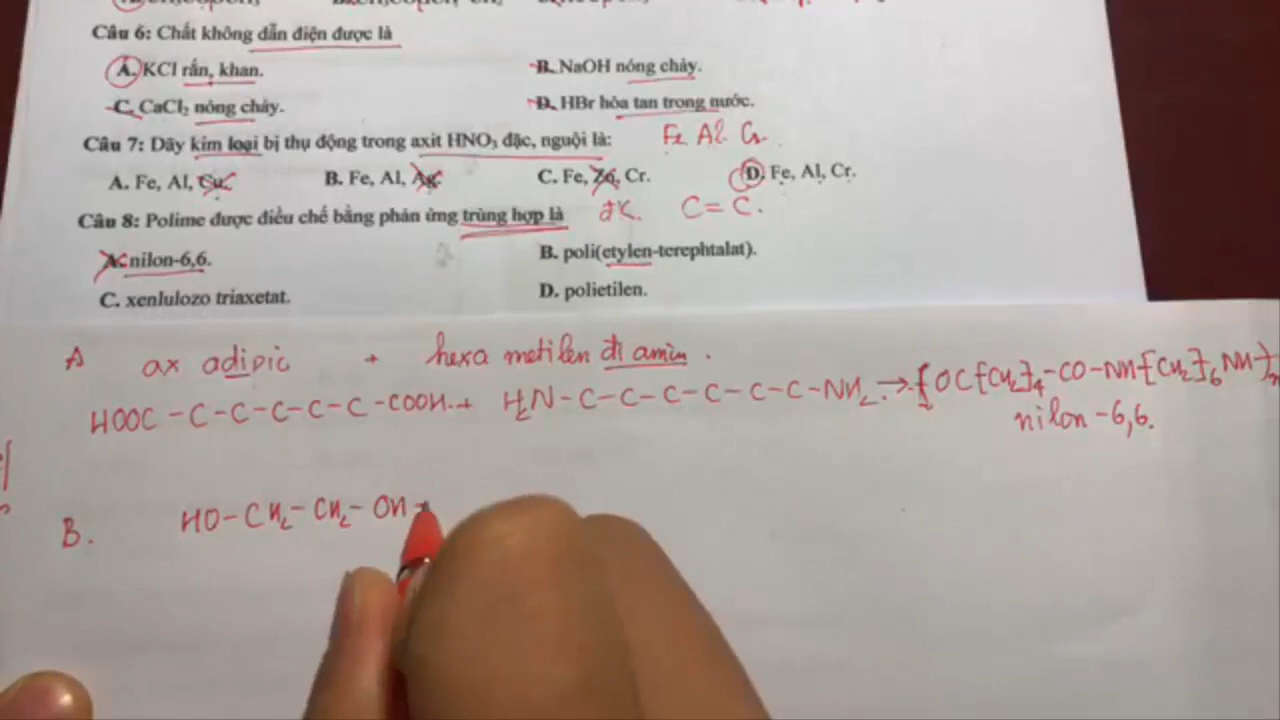 Câu 6: Chất không dẫn điện được là
A. KCl rắn, khan. B. NaOH nóng chảy.
C. CaCl₂ nóng chảy. D. HBr hòa tan trong nước.
Câu 7: Dãy kim loại bị thụ động trong axit HNO₃ đặc, nguội là: Fe Al Cr
A. Fe, Al, Cu. B. Fe, Al, Ag. C. Fe, Zn, Cr. D. Fe, Al, Cr.
Câu 8: Polime được điều chế bằng phản ứng trùng hợp là đK. C = C.
A. nilon-6,6. B. poli(etylen-terephtalat).
C. xenlulozo triaxetat. D. polietilen.
A ax adipic + hexa metilen đi amin.
HOOC - C - C - C - C - C - COOH + H₂N - C - C - C - C - C - C - NH₂ → [OC[CH₂]₄-CO-NH-[CH₂]₆NH]n
nilon -6,6.
B. HO - CH₂ - CH₂ - OH